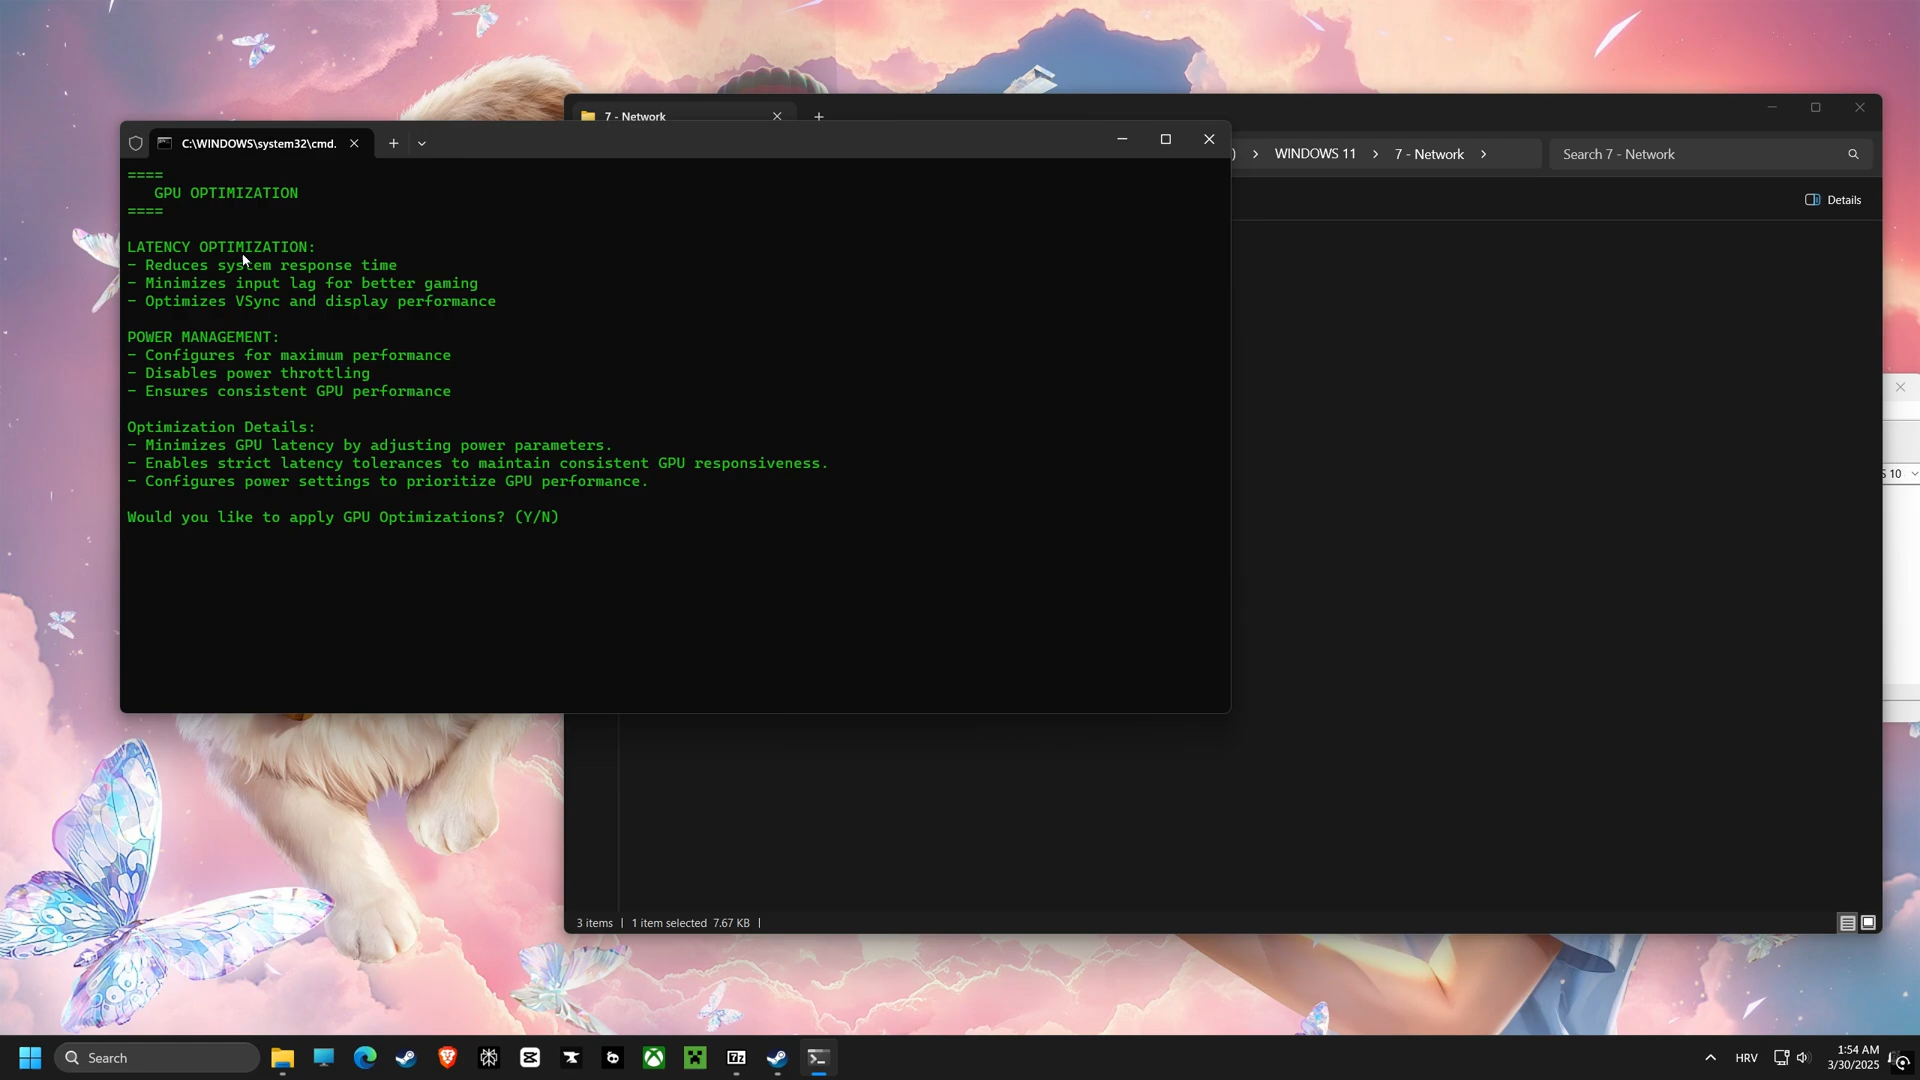 7 - Network
C:\WINDOWS\system32\cmd.
) > WINDOWS 11 > 7 - Network >
Search 7 - Network
Details
====
GPU OPTIMIZATION
====
LATENCY OPTIMIZATION:
- Reduces system response time
- Minimizes input lag for better gaming
- Optimizes VSync and display performance
POWER MANAGEMENT:
- Configures for maximum performance
- Disables power throttling
- Ensures consistent GPU performance
Optimization Details:
- Minimizes GPU latency by adjusting power parameters.
- Enables strict latency tolerances to maintain consistent GPU responsiveness.
- Configures power settings to prioritize GPU performance.
Would you like to apply GPU Optimizations? (Y/N)
S 10
3 items | 1 item selected 7.67 KB |
Search
7z
HRV
1:54 AM
3/30/2025